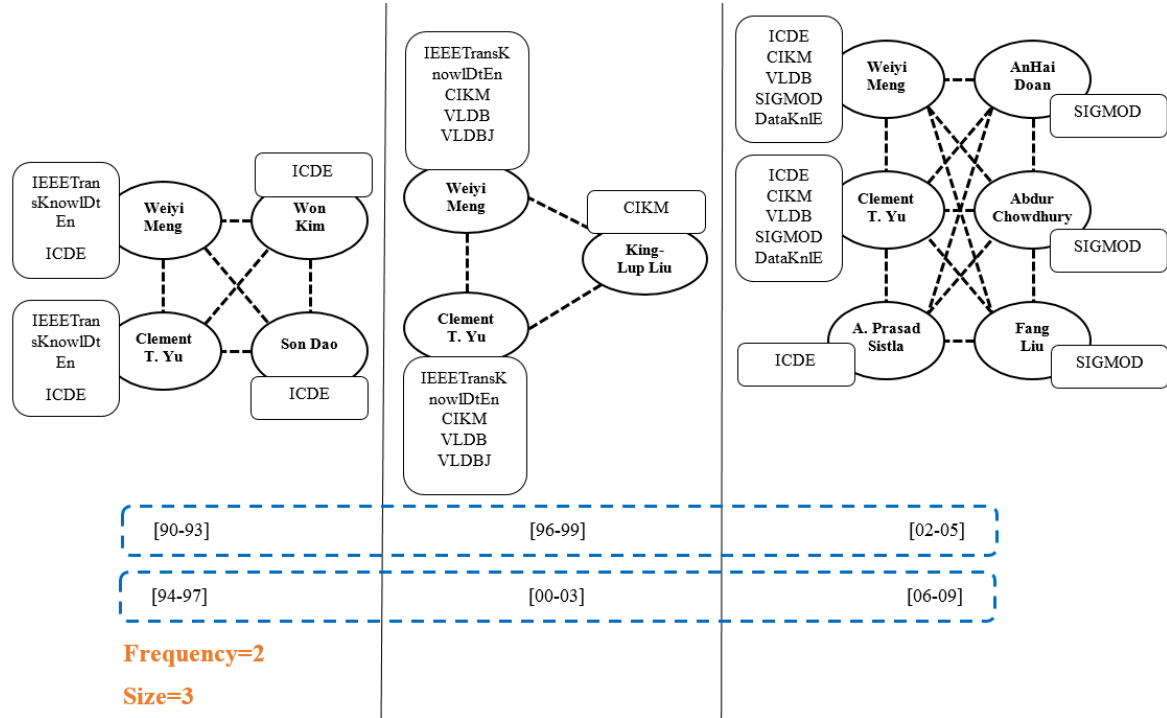 IEEETran
sKnowlDt
En
ICDE
Weiyi
Meng
ICDE
Won
Kim
IEEETran
sKnowlDt
En
ICDE
Clement
T. Yu
Son Dao
ICDE
IEEETransK
nowlDtEn
CIKM
VLDB
VLDBJ
Weiyi
Meng
CIKM
King-
Lup Liu
Clement
T. Yu
IEEETransK
nowlDtEn
CIKM
VLDB
VLDBJ
ICDE
CIKM
VLDB
SIGMOD
DataKnlE
Weiyi
Meng
AnHai
Doan
SIGMOD
ICDE
CIKM
VLDB
SIGMOD
DataKnlE
Clement
T. Yu
Abdur
Chowdhury
SIGMOD
A. Prasad
Sistla
ICDE
Fang
Liu
SIGMOD
[90-93] [96-99] [02-05]
[94-97] [00-03] [06-09]
Frequency=2
Size=3